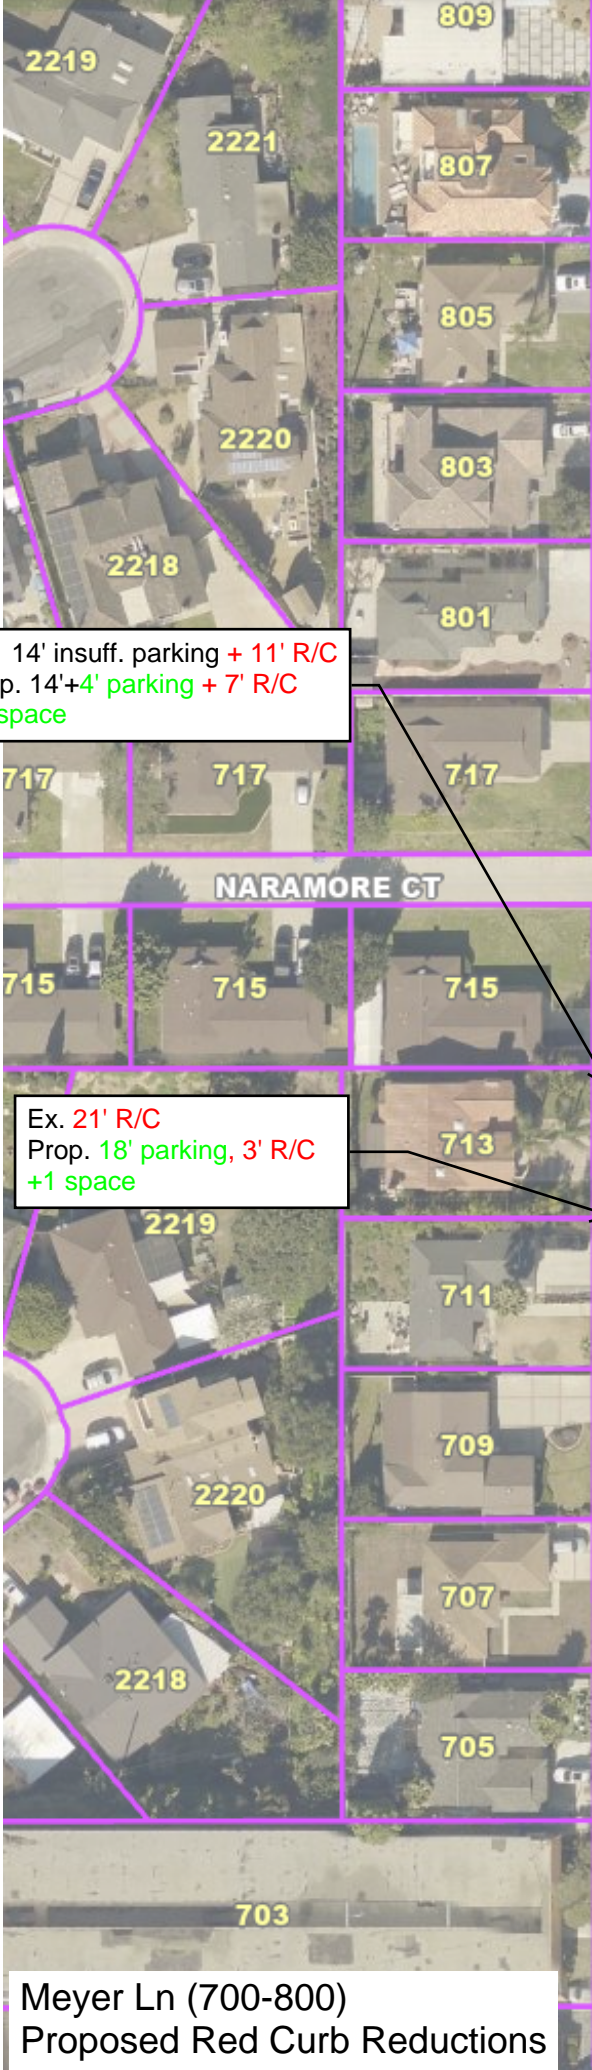 809
2219
2221
807
805
2220
803
2218
801
14' insuff. parking + 11' R/C
p. 14'+4' parking + 7' R/C
space
717
717
717
NARAMORE CT
715
715
715
Ex. 21' R/C
Prop. 18' parking, 3' R/C
+1 space
713
2219
711
709
2220
707
2218
705
703
Meyer Ln (700-800)
Proposed Red Curb Reductions